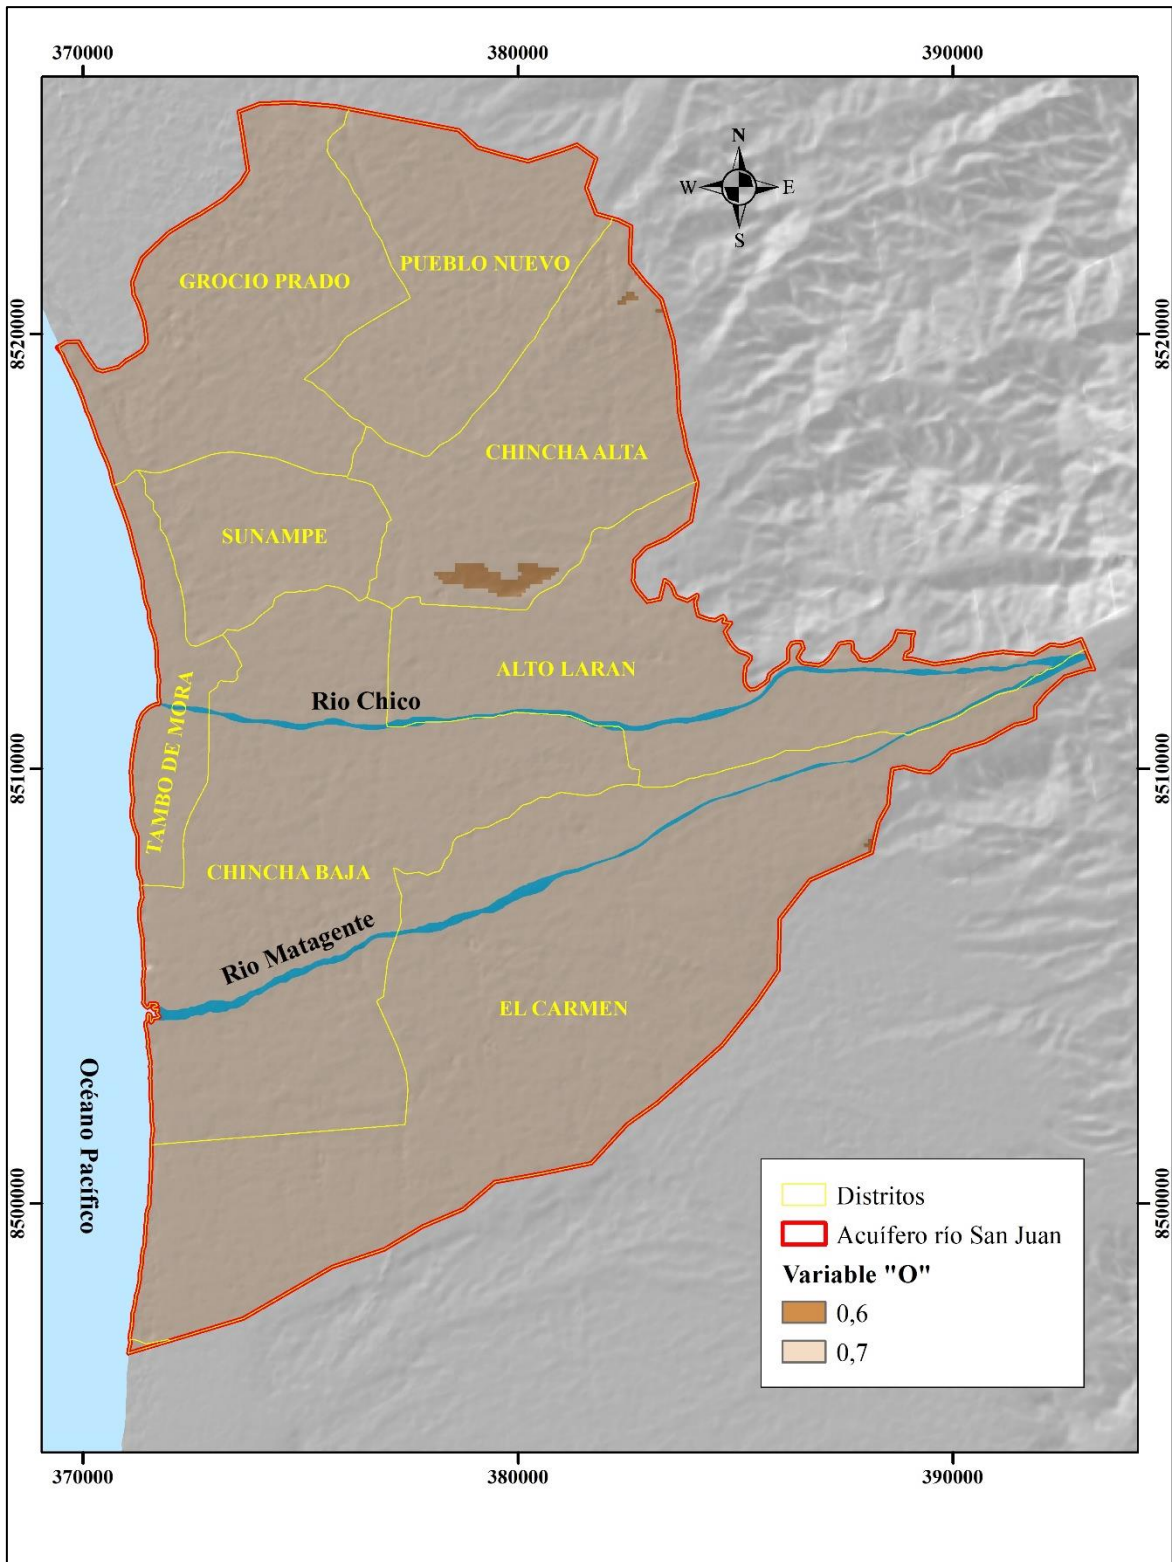 370000
380000
390000
N
W
E
S
PUEBLO NUEVO
GROCIO PRADO
8520000
8520000
CHINCHA ALTA
SUNAMPE
ALTO LARAN
Rio Chico
TAMBO DE MORA
8510000
8510000
CHINCHA BAJA
Rio Matagente
EL CARMEN
Océano Pacífico
8500000
8500000
Distritos
Acuífero río San Juan
Variable "O"
0,6
0,7
370000
380000
390000